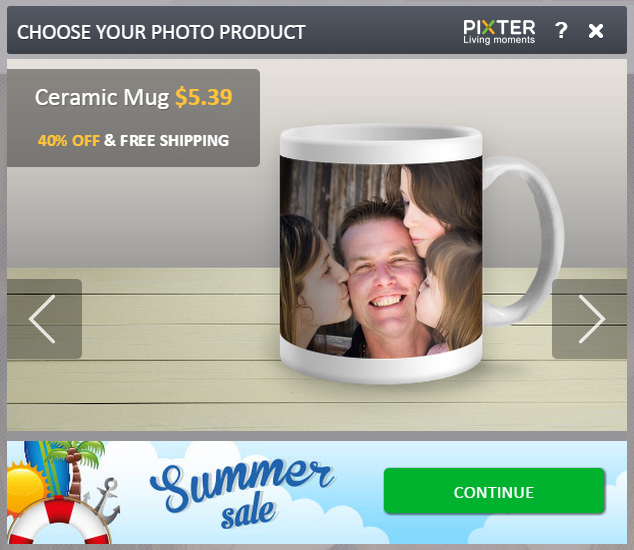 CHOOSE YOUR PHOTO PRODUCT
PIXTER
Living moments
?
Ceramic Mug $5.39
40% OFF & FREE SHIPPING
Summer
sale
CONTINUE